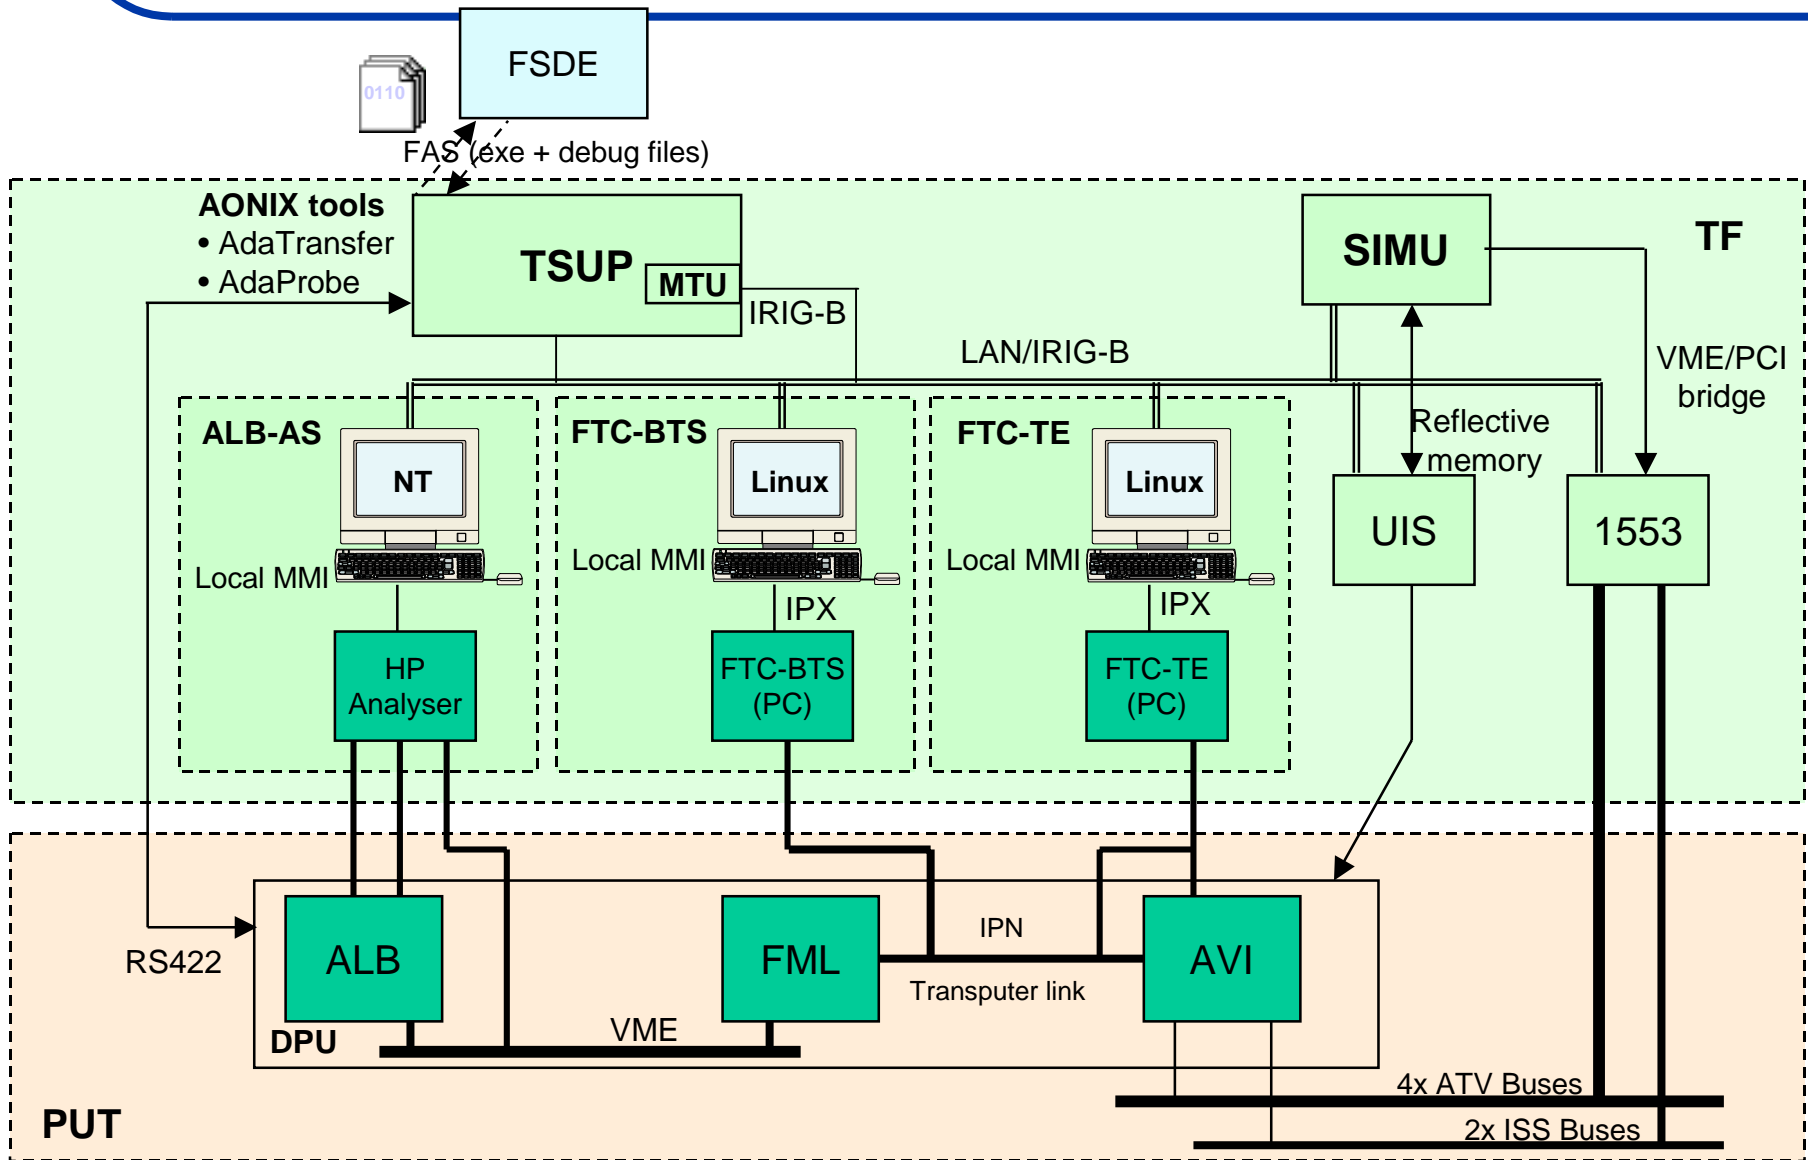 FSDE
0110
FAS (exe + debug files)
AONIX tools
• AdaTransfer
• AdaProbe
TSUP
MTU
IRIG-B
SIMU
TF
LAN/IRIG-B
VME/PCI
bridge
Reflective
memory
ALB-AS
NT
Local MMI
HP
Analyser
FTC-BTS
Linux
Local MMI
IPX
FTC-BTS
(PC)
FTC-TE
Linux
Local MMI
IPX
FTC-TE
(PC)
UIS
1553
RS422
ALB
FML
IPN
Transputer link
AVI
DPU
VME
4x ATV Buses
2x ISS Buses
PUT